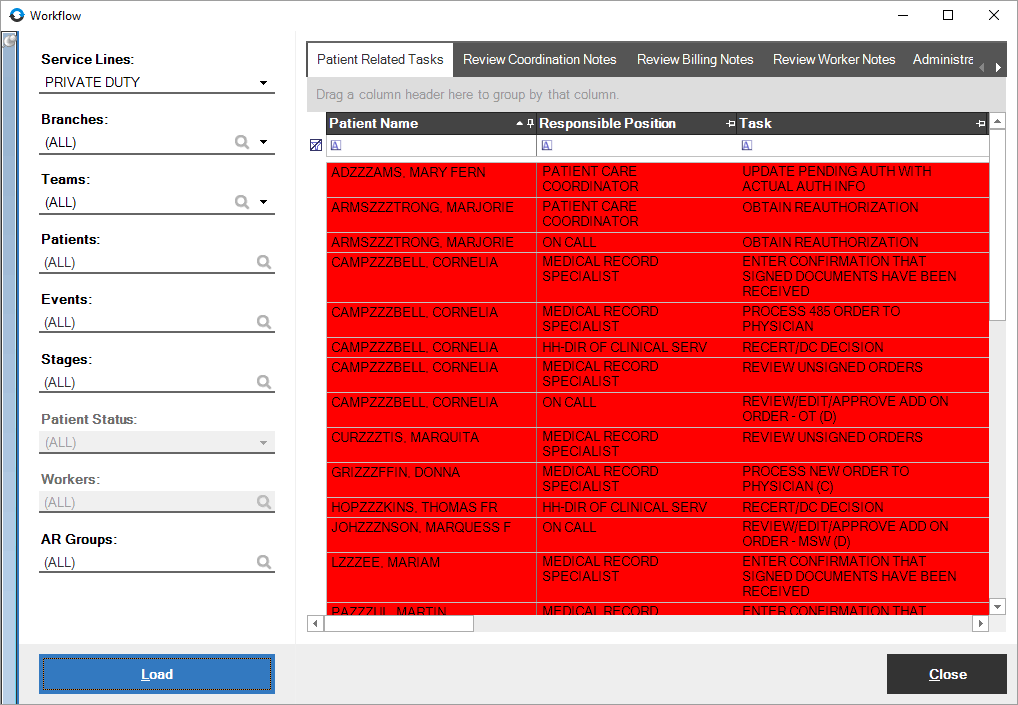 Workflow
Service Lines:
PRIVATE DUTY
Branches:
(ALL)
Teams:
(ALL)
Patients:
(ALL)
Events:
(ALL)
Stages:
(ALL)
Patient Status:
(ALL)
Workers:
(ALL)
AR Groups:
(ALL)
Load
Patient Related Tasks Review Coordination Notes Review Billing Notes Review Worker Notes Administra
Drag a column header here to group by that column.
Patient Name Responsible Position Task
A A A
ADZZZAMS, MARY FERN PATIENT CARE UPDATE PENDING AUTH WITH
COORDINATOR ACTUAL AUTH INFO
ARMSZZZTRONG, MARJORIE PATIENT CARE OBTAIN REAUTHORIZATION
COORDINATOR
ARMSZZZTRONG, MARJORIE ON CALL OBTAIN REAUTHORIZATION
CAMPZZZBELL, CORNELIA MEDICAL RECORD ENTER CONFIRMATION THAT
SPECIALIST SIGNED DOCUMENTS HAVE BEEN
RECEIVED
CAMPZZZBELL, CORNELIA MEDICAL RECORD PROCESS 485 ORDER TO
SPECIALIST PHYSICIAN
CAMPZZZBELL, CORNELIA HH-DIR OF CLINICAL SERV RECERT/DC DECISION
CAMPZZZBELL, CORNELIA MEDICAL RECORD REVIEW UNSIGNED ORDERS
SPECIALIST
CAMPZZZBELL, CORNELIA ON CALL REVIEW/EDIT/APPROVE ADD ON
ORDER - OT (D)
CURZZZTIS, MARQUITA MEDICAL RECORD REVIEW UNSIGNED ORDERS
SPECIALIST
GRIZZZFFIN, DONNA MEDICAL RECORD PROCESS NEW ORDER TO
SPECIALIST PHYSICIAN (C)
HOPZZZKINS, THOMAS FR HH-DIR OF CLINICAL SERV RECERT/DC DECISION
JOHZZZNSON, MARQUESS F ON CALL REVIEW/EDIT/APPROVE ADD ON
ORDER - MSW (D)
LZZZEE, MARIAM MEDICAL RECORD ENTER CONFIRMATION THAT
SPECIALIST SIGNED DOCUMENTS HAVE BEEN
RECEIVED
PAZZZUL, MARTIN MEDICAL RECORD ENTER CONFIRMATION THAT
Close